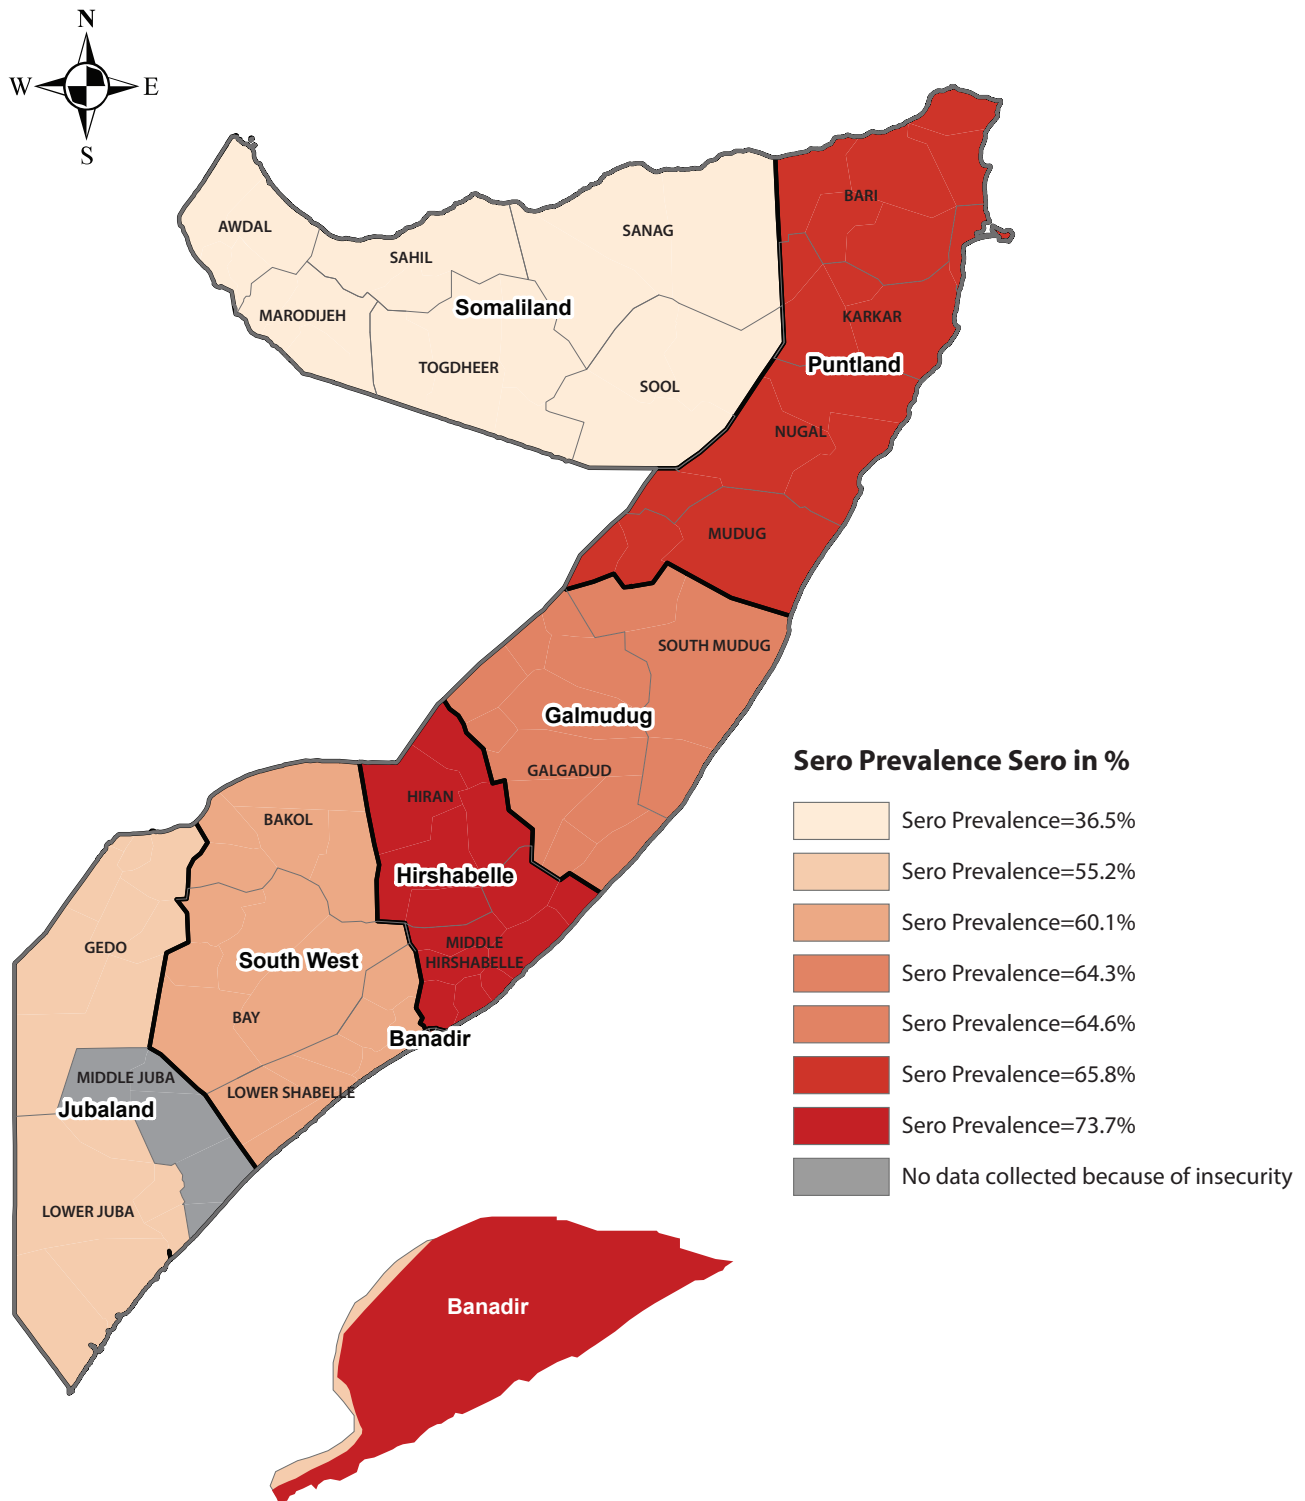 N
W
E
S
AWDAL
SAHIL
SANAG
BARI
MARODIJEH
Somaliland
KARKAR
TOGDHEER
SOOL
Puntland
NUGAL
MUDUG
SOUTH MUDUG
Galmudug
GALGADUD
HIRAN
BAKOL
Hirshabelle
GEDO
South West
MIDDLE
HIRSHABELLE
BAY
Banadir
MIDDLE JUBA
LOWER SHABELLE
Jubaland
LOWER JUBA
Banadir
Sero Prevalence Sero in %
Sero Prevalence=36.5%
Sero Prevalence=55.2%
Sero Prevalence=60.1%
Sero Prevalence=64.3%
Sero Prevalence=64.6%
Sero Prevalence=65.8%
Sero Prevalence=73.7%
No data collected because of insecurity